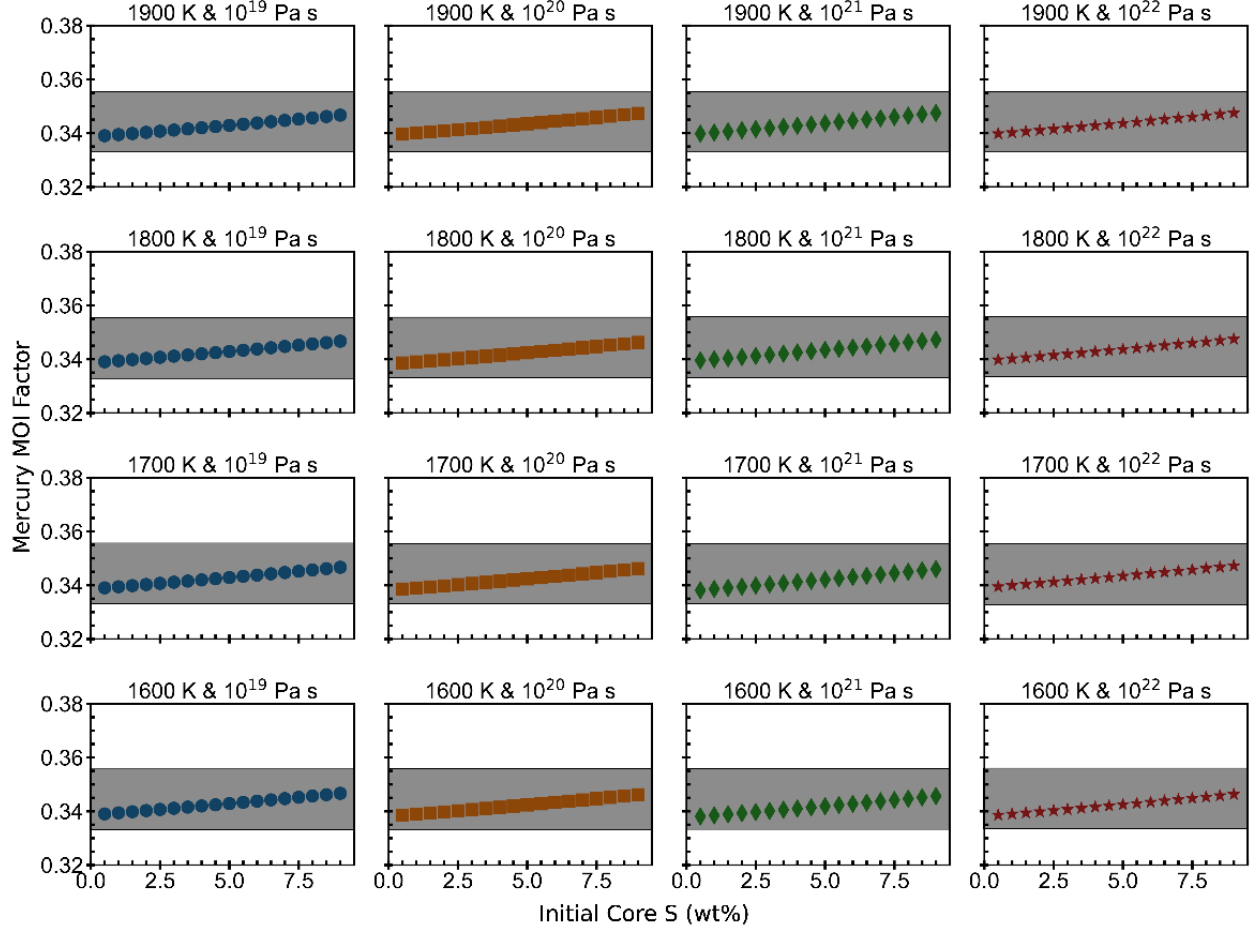 1900 K & 10¹⁹ Pa s
1900 K & 10²⁰ Pa s
1900 K & 10²¹ Pa s
1900 K & 10²² Pa s
0.38
0.36
0.34
0.32
1800 K & 10¹⁹ Pa s
1800 K & 10²⁰ Pa s
1800 K & 10²¹ Pa s
1800 K & 10²² Pa s
0.38
0.36
0.34
0.32
Mercury MOI Factor
1700 K & 10¹⁹ Pa s
1700 K & 10²⁰ Pa s
1700 K & 10²¹ Pa s
1700 K & 10²² Pa s
0.38
0.36
0.34
0.32
1600 K & 10¹⁹ Pa s
1600 K & 10²⁰ Pa s
1600 K & 10²¹ Pa s
1600 K & 10²² Pa s
0.38
0.36
0.34
0.32
0.0 2.5 5.0 7.5
0.0 2.5 5.0 7.5
0.0 2.5 5.0 7.5
0.0 2.5 5.0 7.5
Initial Core S (wt%)